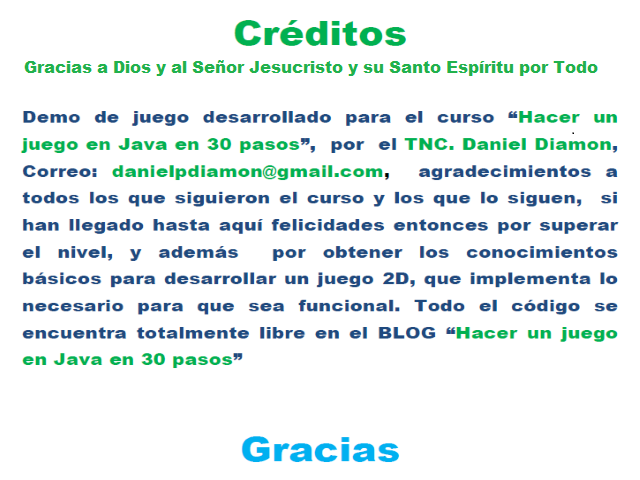 Créditos
Gracias a Dios y al Señor Jesucristo y su Santo Espíritu por Todo
Demo de juego desarrollado para el curso “Hacer un
juego en Java en 30 pasos”, por el TNC. Daniel Diamon,
Correo: danielpdiamon@gmail.com, agradecimientos a
todos los que siguieron el curso y los que lo siguen, si
han llegado hasta aquí felicidades entonces por superar
el nivel, y además por obtener los conocimientos
básicos para desarrollar un juego 2D, que implementa lo
necesario para que sea funcional. Todo el código se
encuentra totalmente libre en el BLOG “Hacer un juego
en Java en 30 pasos”
Gracias